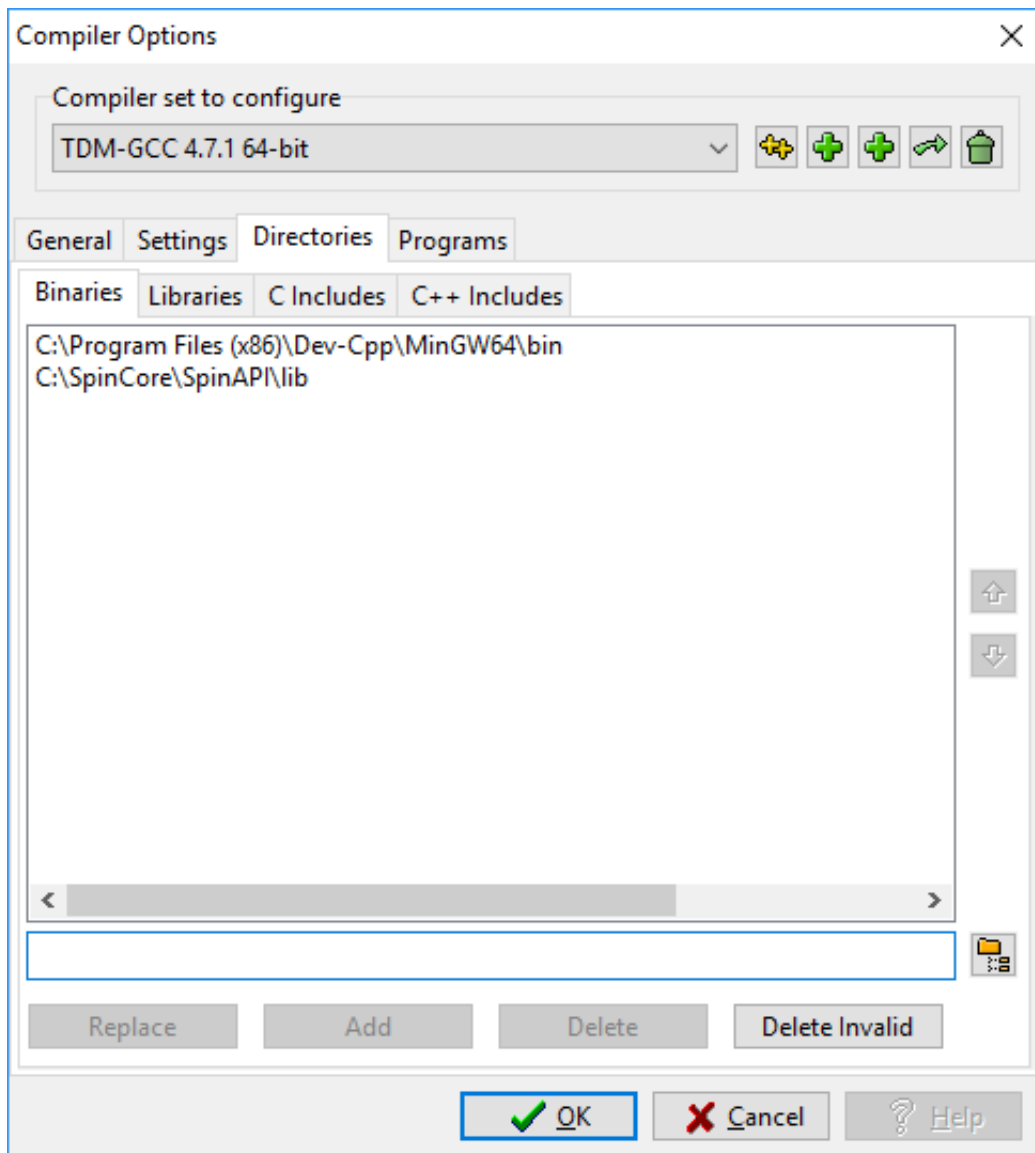 Compiler Options
Compiler set to configure
TDM-GCC 4.7.1 64-bit
General Settings Directories Programs
Binaries Libraries C Includes C++ Includes
C:\Program Files (x86)\Dev-Cpp\MinGW64\bin
C:\SpinCore\SpinAPI\lib
Replace Add Delete Delete Invalid
OK Cancel Help